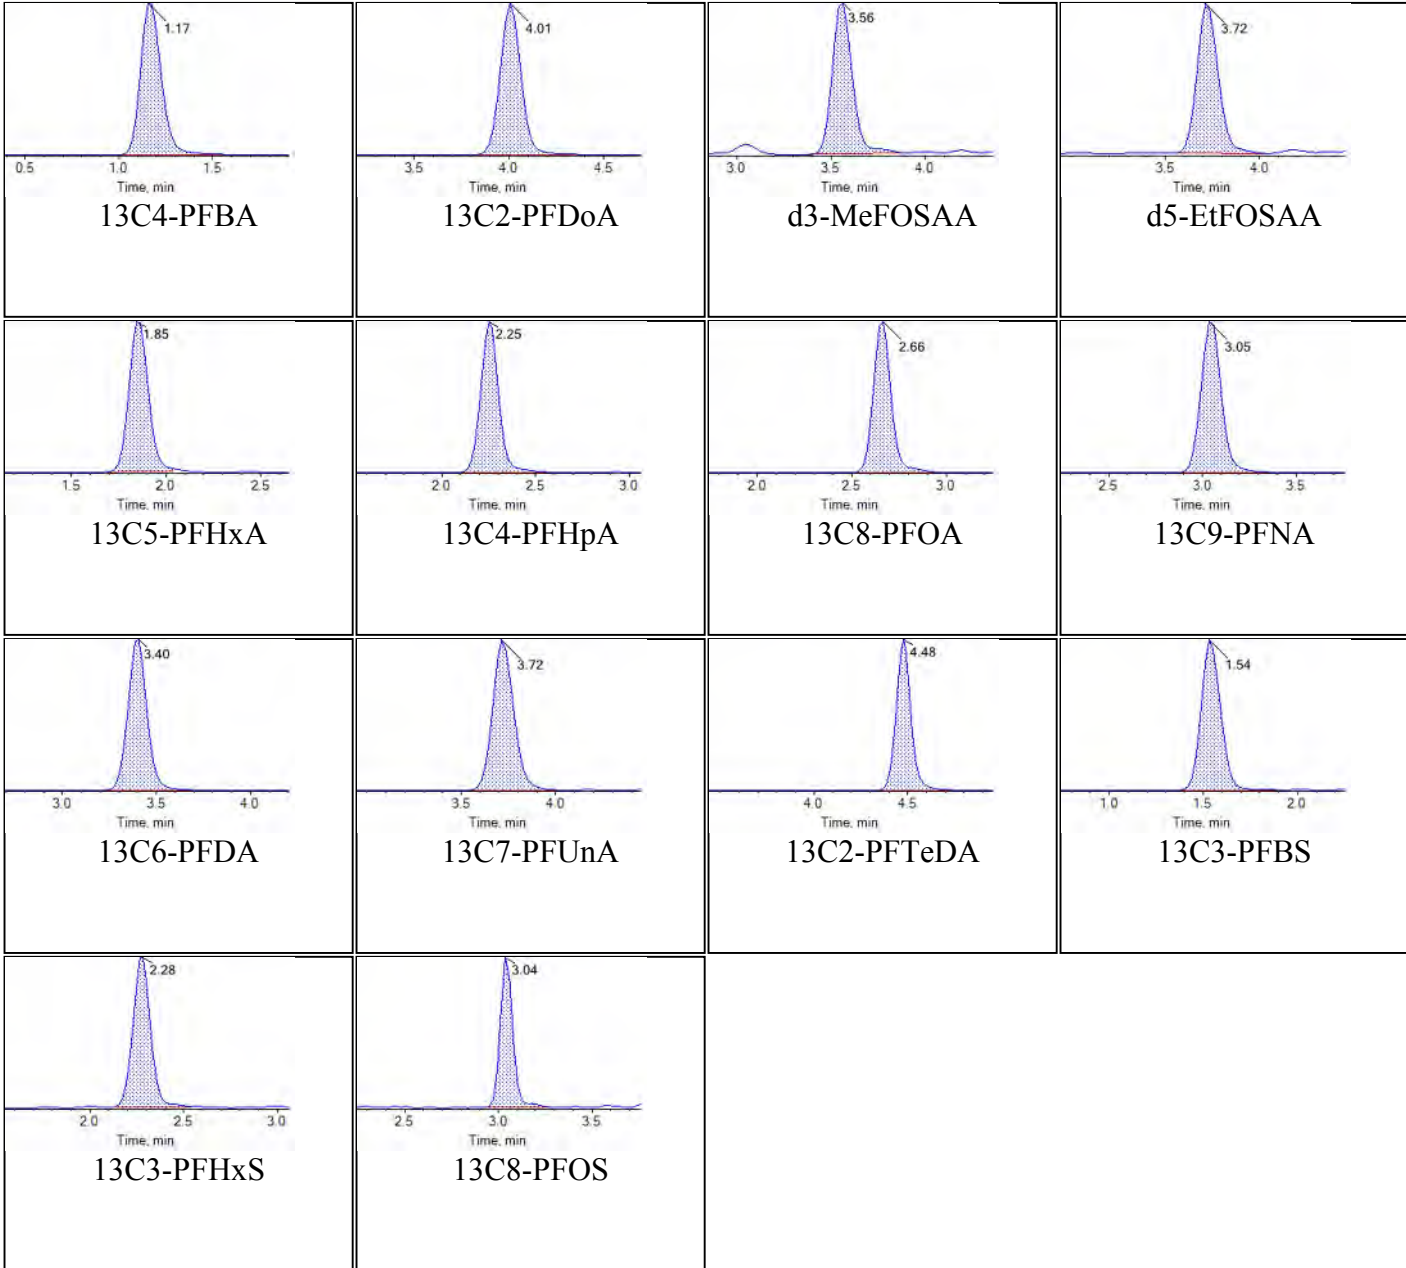 1.17
0.5 1.0 1.5
Time, min
13C4-PFBA
4.01
3.5 4.0 4.5
Time, min
13C2-PFDoA
3.56
3.0 3.5 4.0
Time, min
d3-MeFOSAA
3.72
3.5 4.0
Time, min
d5-EtFOSAA
1.85
1.5 2.0 2.5
Time, min
13C5-PFHxA
2.25
2.0 2.5 3.0
Time, min
13C4-PFHpA
2.66
2.0 2.5 3.0
Time, min
13C8-PFOA
3.05
2.5 3.0 3.5
Time, min
13C9-PFNA
3.40
3.0 3.5 4.0
Time, min
13C6-PFDA
3.72
3.5 4.0
Time, min
13C7-PFUnA
4.48
4.0 4.5
Time, min
13C2-PFTeDA
1.54
1.0 1.5 2.0
Time, min
13C3-PFBS
2.28
2.0 2.5 3.0
Time, min
13C3-PFHxS
3.04
2.5 3.0 3.5
Time, min
13C8-PFOS